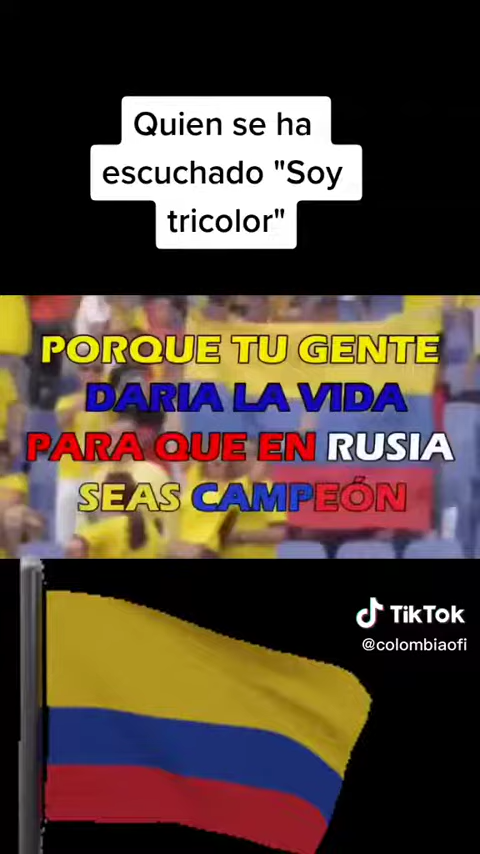 Quien se ha
escuchado "Soy
tricolor"
PORQUE TU GENTE
DARIA LA VIDA
PARA QUE EN RUSIA
SEAS CAMPEÓN
TikTok
@colombiaofi